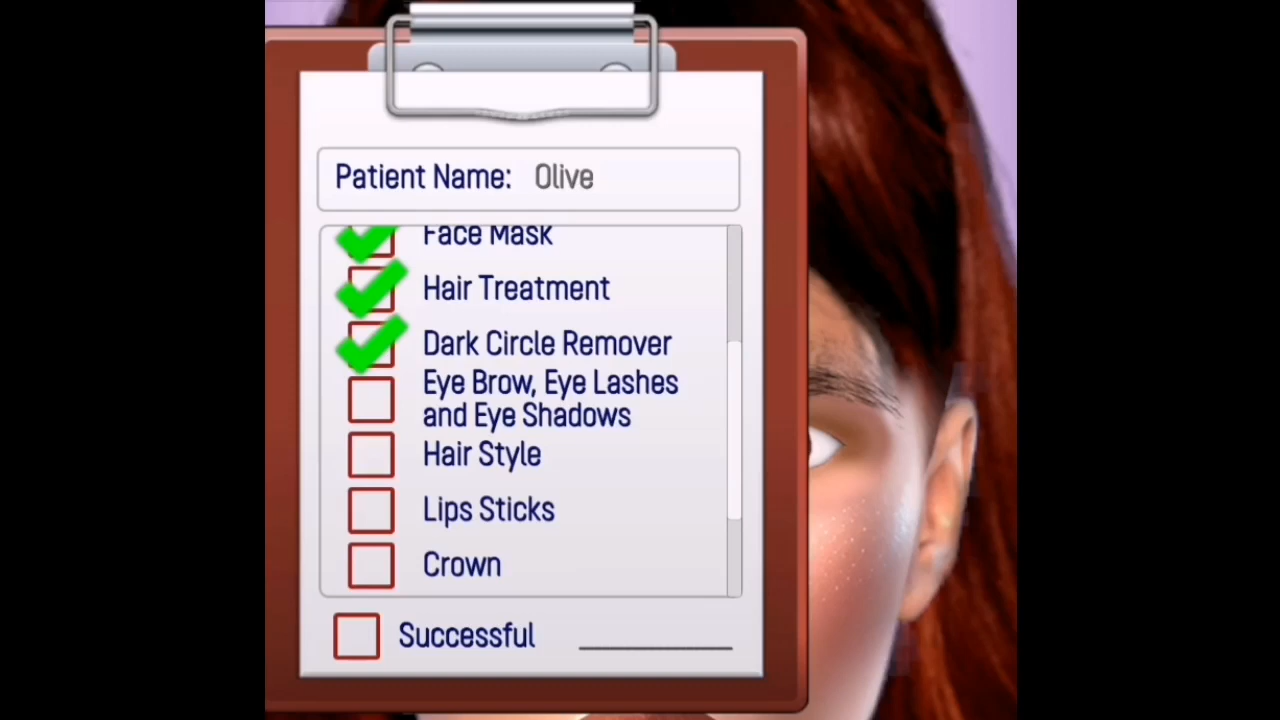 Patient Name: Olive
Face Mask
Hair Treatment
Dark Circle Remover
Eye Brow, Eye Lashes
and Eye Shadows
Hair Style
Lips Sticks
Crown
Successful